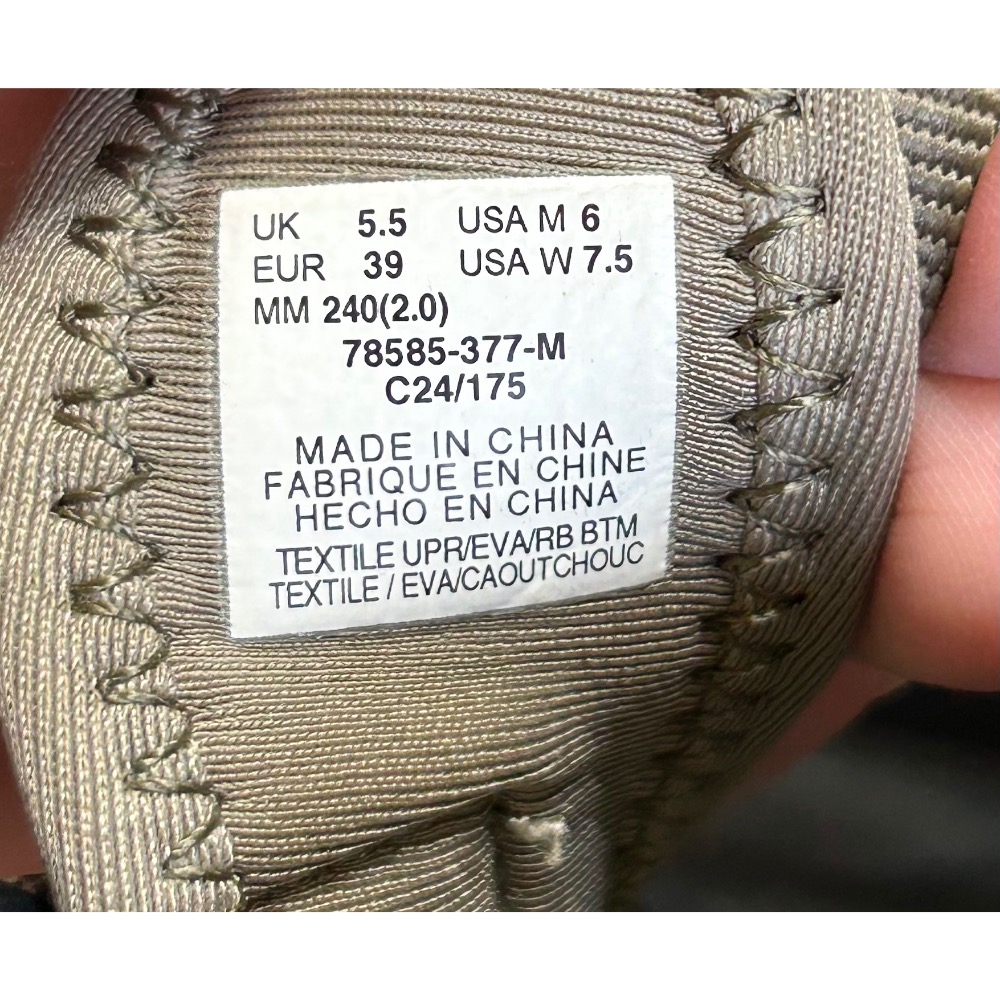 UK 5.5 USA M 6
EUR 39 USA W 7.5
MM 240(2.0)
78585-377-M
C24/175
MADE IN CHINA
FABRIQUE EN CHINE
HECHO EN CHINA
TEXTILE UPR/EVA/RB BTM
TEXTILE / EVA/CAOUTCHOUC